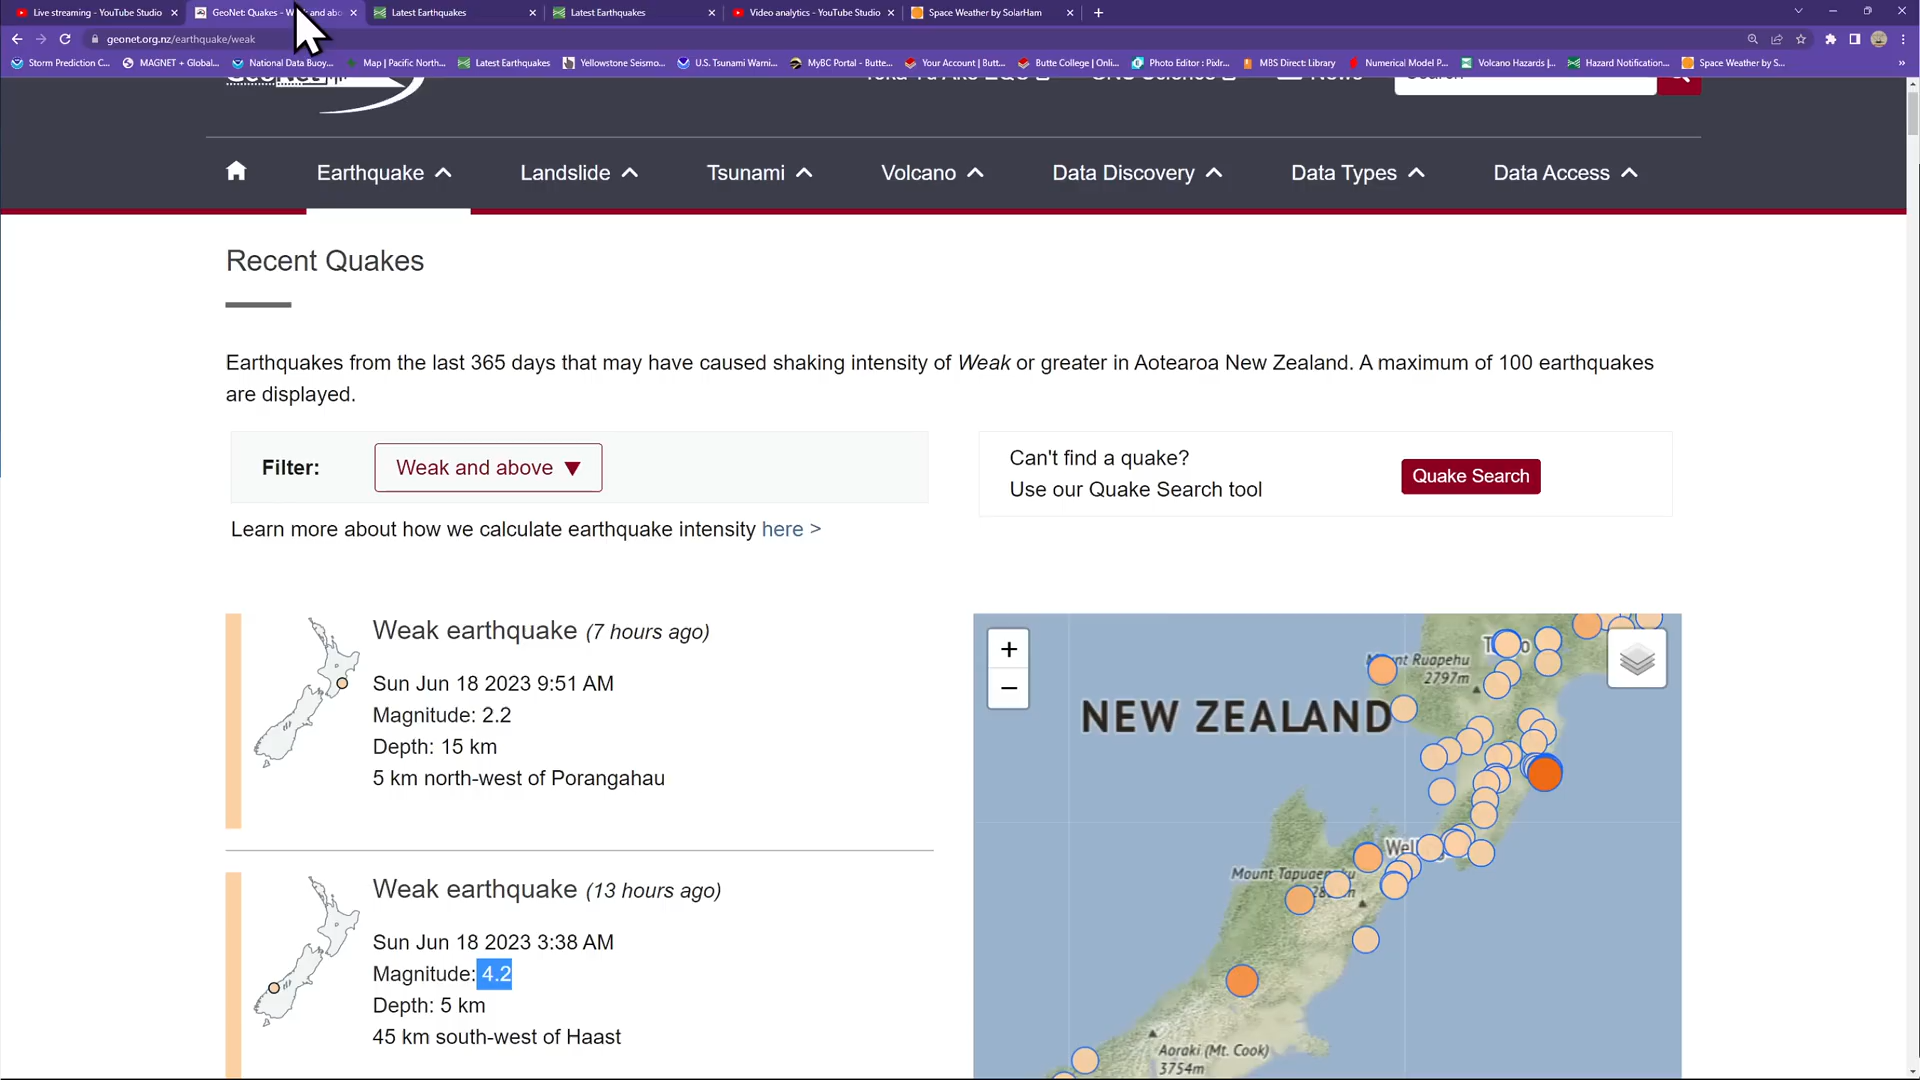 Live streaming - YouTube Studio
GeoNet: Quakes - W
and abo
Latest Earthquakes
Latest Earthquakes
Video analytics - YouTube Studio
Space Weather by SolarHam
geonet.org.nz/earthquake/weak
Storm Prediction C...
MAGNET + Global...
National Data Buoy...
Map | Pacific North...
Latest Earthquakes
Yellowstone Seismo...
U.S. Tsunami Warni...
MyBC Portal - Butte...
Your Account | Butt...
Butte College | Onli...
Photo Editor : Pixlr...
MBS Direct Library
Numerical Model P...
Volcano Hazards |...
Hazard Notification...
Space Weather by S...
Earthquake
Landslide
Tsunami
Volcano
Data Discovery
Data Types
Data Access
Recent Quakes
Earthquakes from the last 365 days that may have caused shaking intensity of Weak or greater in Aotearoa New Zealand. A maximum of 100 earthquakes
are displayed.
Filter:
Weak and above
Can't find a quake?
Use our Quake Search tool
Quake Search
Learn more about how we calculate earthquake intensity here >
Weak earthquake (7 hours ago)
Sun Jun 18 2023 9:51 AM
Magnitude: 2.2
Depth: 15 km
5 km north-west of Porangahau
Weak earthquake (13 hours ago)
Sun Jun 18 2023 3:38 AM
Magnitude: 4.2
Depth: 5 km
45 km south-west of Haast
+
−
nt Ruapehu
2797m
NEW ZEALAND
Wel
Mount Tapuaen
Aoraki (Mt. Cook)
3754m